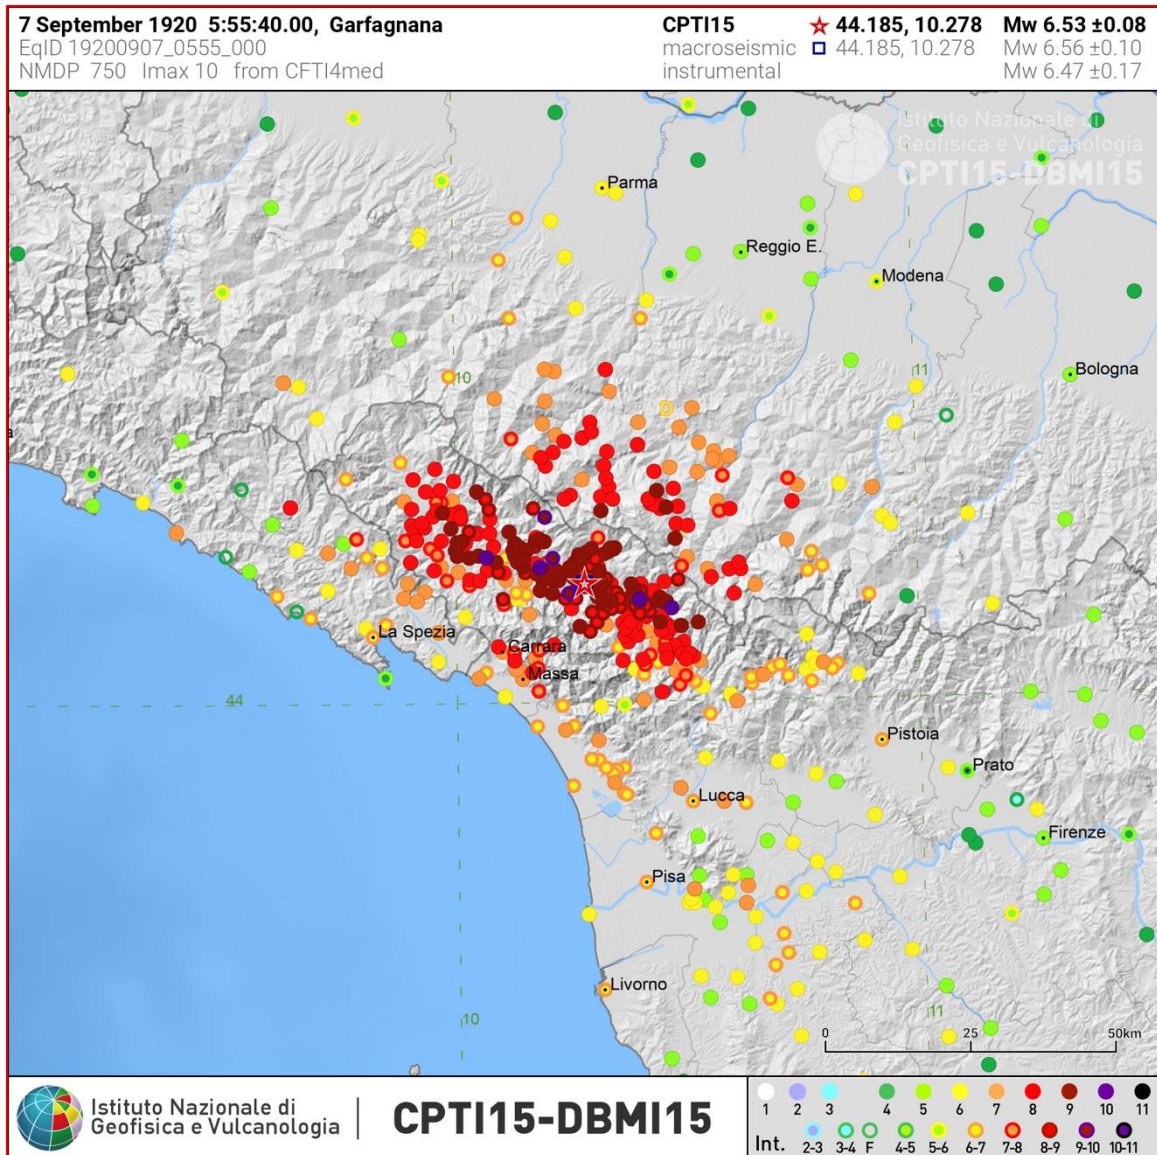 7 September 1920 5:55:40.00, Garfagnana
EqID 19200907_0555_000
NMDP 750 Imax 10 from CFTI4med
CPTI15 44.185, 10.278 Mw 6.53 ±0.08
macroseismic 44.185, 10.278 Mw 6.56 ±0.10
instrumental Mw 6.47 ±0.17
Istituto Nazionale di
Geofisica e Vulcanologia
CPTI15-DBMI15
Parma
Reggio E.
Modena
Bologna
10
11
D
La Spezia
Carrara
Massa
44
Pistoia
Prato
Lucca
Firenze
Pisa
Livorno
10
11
0 25 50km
Istituto Nazionale di
Geofisica e Vulcanologia
CPTI15-DBMI15
1 2 3 4 5 6 7 8 9 10 11
Int. 2-3 3-4 F 4-5 5-6 6-7 7-8 8-9 9-10 10-11